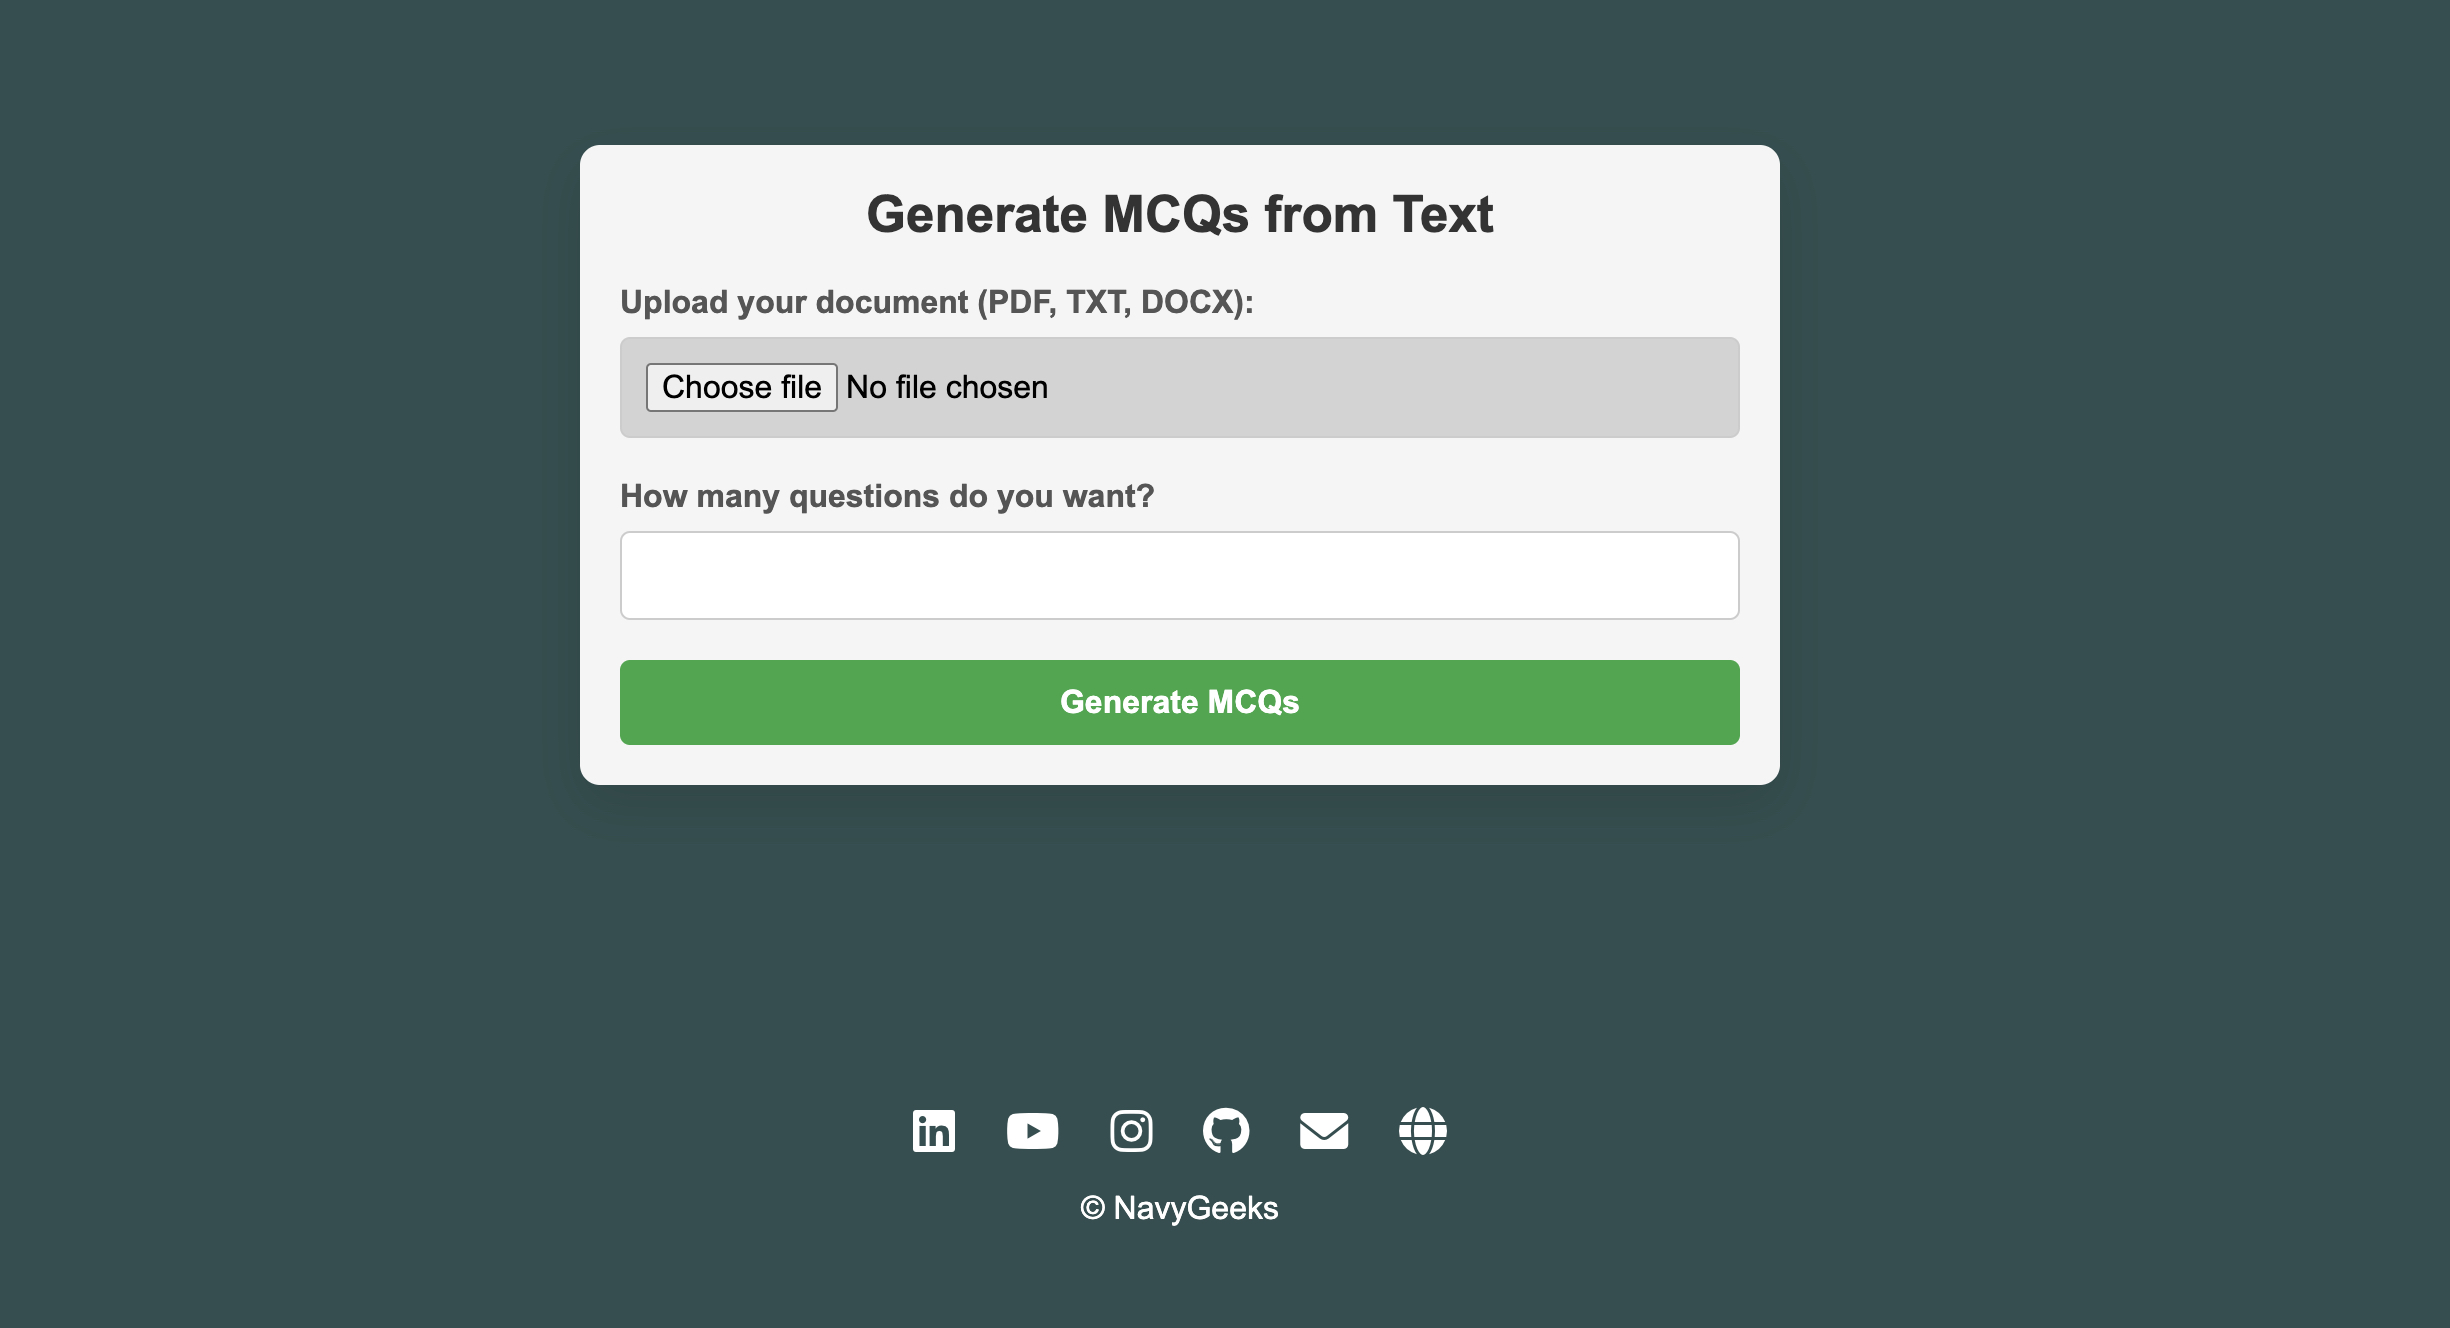 Generate MCQs from Text
Upload your document (PDF, TXT, DOCX):
Choose file No file chosen
How many questions do you want?
Generate MCQs
in
© NavyGeeks